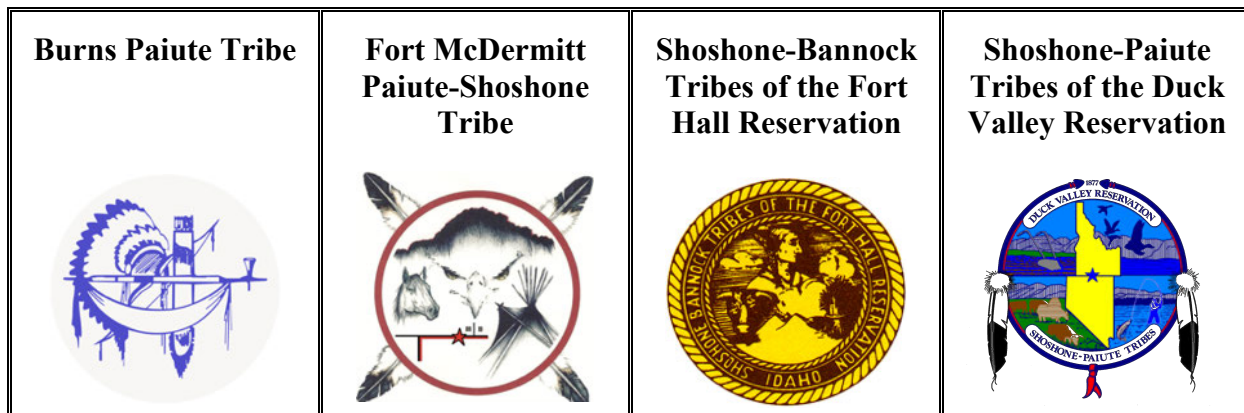 Burns Paiute Tribe
Fort McDermitt
Paiute-Shoshone
Tribe
Shoshone-Bannock
Tribes of the Fort
Hall Reservation
Shoshone-Paiute
Tribes of the Duck
Valley Reservation
SHOSHONE BANNOCK TRIBES OF THE FORT HALL RESERVATION
IDAHO
1877
DUCK VALLEY RESERVATION
SHOSHONE-PAIUTE TRIBES